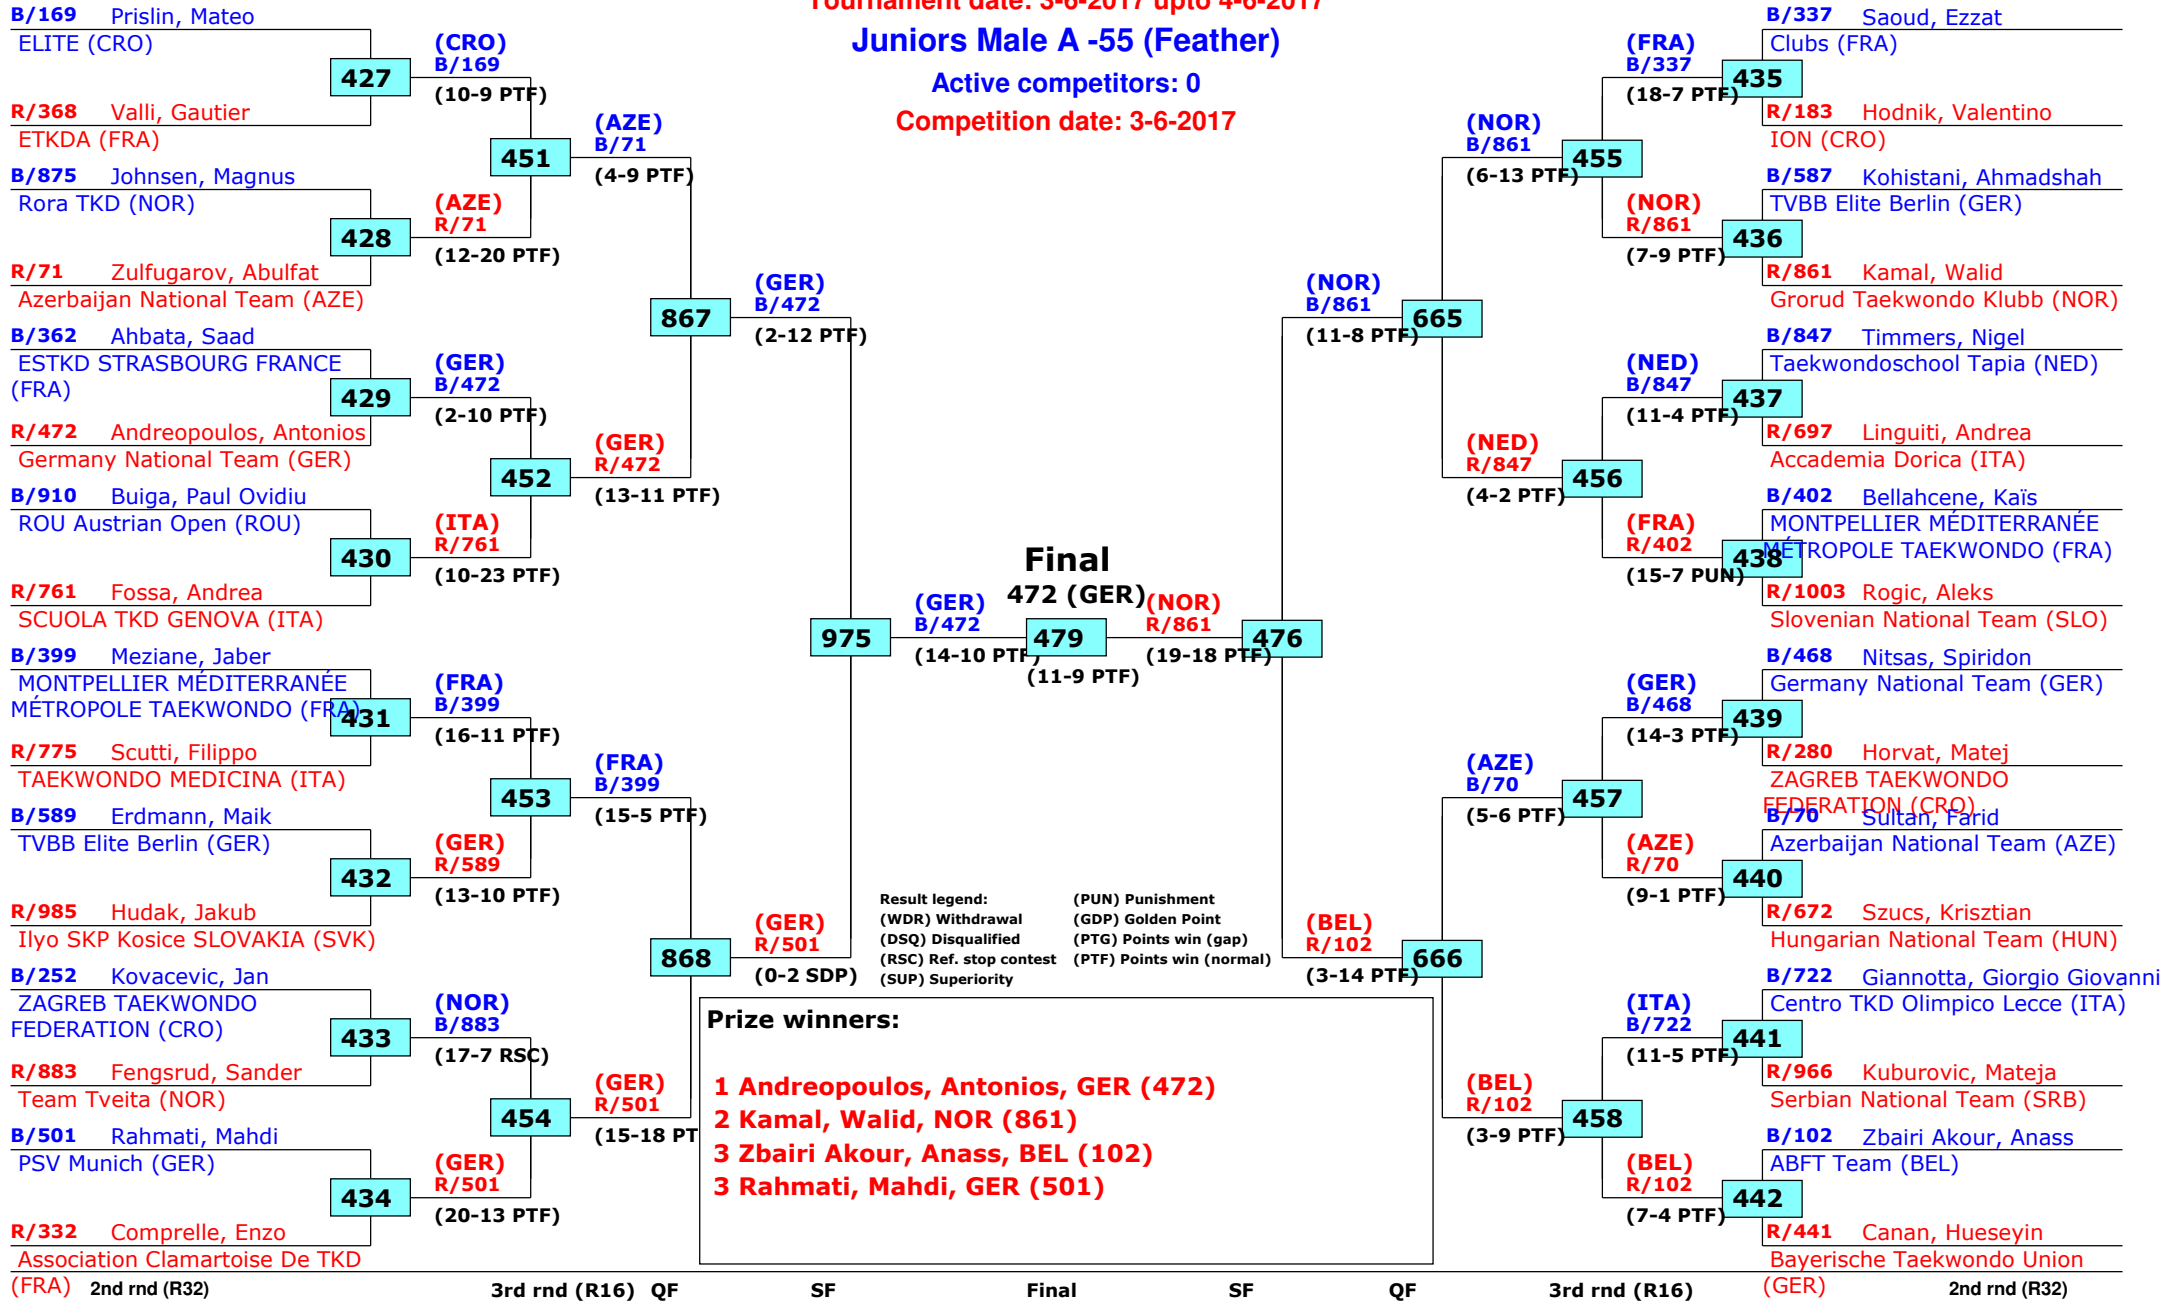 Tournament date: 3-6-2017 upto 4-6-2017
Juniors Male A -55 (Feather)
Active competitors: 0
Competition date: 3-6-2017
B/169 Prislin, Mateo
ELITE (CRO)
427
R/368 Valli, Gautier
ETKDA (FRA)
B/875 Johnsen, Magnus
Rora TKD (NOR)
428
R/71 Zulfugarov, Abulfat
Azerbaijan National Team (AZE)
B/362 Ahbata, Saad
ESTKD STRASBOURG FRANCE
(FRA)
429
R/472 Andreopoulos, Antonios
Germany National Team (GER)
B/910 Buiga, Paul Ovidiu
ROU Austrian Open (ROU)
430
R/761 Fossa, Andrea
SCUOLA TKD GENOVA (ITA)
B/399 Meziane, Jaber
MONTPELLIER MÉDITERRANÉE
MÉTROPOLE TAEKWONDO (FRA)
431
R/775 Scutti, Filippo
TAEKWONDO MEDICINA (ITA)
B/589 Erdmann, Maik
TVBB Elite Berlin (GER)
432
R/985 Hudak, Jakub
Ilyo SKP Kosice SLOVAKIA (SVK)
B/252 Kovacevic, Jan
ZAGREB TAEKWONDO
FEDERATION (CRO)
433
R/883 Fengsrud, Sander
Team Tveita (NOR)
B/501 Rahmati, Mahdi
PSV Munich (GER)
434
R/332 Comprelle, Enzo
Association Clamartoise De TKD
(FRA)
(CRO)
B/169
(10-9 PTF)
451
(AZE)
R/71
(12-20 PTF)
(GER)
B/472
(2-10 PTF)
452
(ITA)
R/761
(10-23 PTF)
(FRA)
B/399
(16-11 PTF)
453
(GER)
R/589
(13-10 PTF)
(NOR)
B/883
(17-7 RSC)
454
(GER)
R/501
(20-13 PTF)
(AZE)
B/71
(4-9 PTF)
867
(GER)
R/472
(13-11 PTF)
(FRA)
B/399
(15-5 PTF)
868
(GER)
R/501
(15-18 PT
(GER)
B/472
(2-12 PTF)
975
(GER)
R/501
(0-2 SDP)
(GER)
B/472
(14-10 PTF)
Final
472 (GER)
479
(11-9 PTF)
(NOR)
R/861
(19-18 PTF)
476
(NOR)
B/861
(11-8 PTF)
665
(BEL)
R/102
(3-14 PTF)
666
(NOR)
B/861
(6-13 PTF)
455
(NED)
R/847
(4-2 PTF)
456
(AZE)
B/70
(5-6 PTF)
457
(BEL)
R/102
(3-9 PTF)
458
(FRA)
B/337
(18-7 PTF)
435
(NOR)
R/861
(7-9 PTF)
436
(NED)
B/847
(11-4 PTF)
437
(FRA)
R/402
(15-7 PUN)
438
(GER)
B/468
(14-3 PTF)
439
(AZE)
R/70
(9-1 PTF)
440
(ITA)
B/722
(11-5 PTF)
441
(BEL)
R/102
(7-4 PTF)
442
B/337 Saoud, Ezzat
Clubs (FRA)
R/183 Hodnik, Valentino
ION (CRO)
B/587 Kohistani, Ahmadshah
TVBB Elite Berlin (GER)
R/861 Kamal, Walid
Grorud Taekwondo Klubb (NOR)
B/847 Timmers, Nigel
Taekwondoschool Tapia (NED)
R/697 Linguiti, Andrea
Accademia Dorica (ITA)
B/402 Bellahcene, Kaïs
MONTPELLIER MÉDITERRANÉE
MÉTROPOLE TAEKWONDO (FRA)
R/1003 Rogic, Aleks
Slovenian National Team (SLO)
B/468 Nitsas, Spiridon
Germany National Team (GER)
R/280 Horvat, Matej
ZAGREB TAEKWONDO
FEDERATION (CRO)
B/70 Sultan, Farid
Azerbaijan National Team (AZE)
R/672 Szucs, Krisztian
Hungarian National Team (HUN)
B/722 Giannotta, Giorgio Giovanni
Centro TKD Olimpico Lecce (ITA)
R/966 Kuburovic, Mateja
Serbian National Team (SRB)
B/102 Zbairi Akour, Anass
ABFT Team (BEL)
R/441 Canan, Hueseyin
Bayerische Taekwondo Union
(GER)
Result legend:
(WDR) Withdrawal
(DSQ) Disqualified
(RSC) Ref. stop contest
(SUP) Superiority
(PUN) Punishment
(GDP) Golden Point
(PTG) Points win (gap)
(PTF) Points win (normal)
Prize winners:
1 Andreopoulos, Antonios, GER (472)
2 Kamal, Walid, NOR (861)
3 Zbairi Akour, Anass, BEL (102)
3 Rahmati, Mahdi, GER (501)
2nd rnd (R32) 3rd rnd (R16) QF SF Final SF QF 3rd rnd (R16) 2nd rnd (R32)